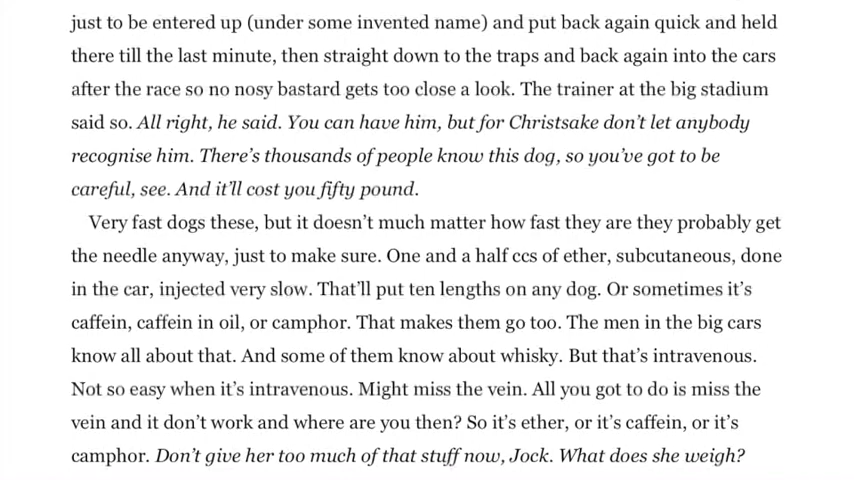 just to be entered up (under some invented name) and put back again quick and held
there till the last minute, then straight down to the traps and back again into the cars
after the race so no nosy bastard gets too close a look. The trainer at the big stadium
said so. All right, he said. You can have him, but for Christsake don’t let anybody
recognise him. There’s thousands of people know this dog, so you’ve got to be
careful, see. And it’ll cost you fifty pound.
Very fast dogs these, but it doesn’t much matter how fast they are they probably get
the needle anyway, just to make sure. One and a half ccs of ether, subcutaneous, done
in the car, injected very slow. That’ll put ten lengths on any dog. Or sometimes it’s
caffein, caffein in oil, or camphor. That makes them go too. The men in the big cars
know all about that. And some of them know about whisky. But that’s intravenous.
Not so easy when it’s intravenous. Might miss the vein. All you got to do is miss the
vein and it don’t work and where are you then? So it’s ether, or it’s caffein, or it’s
camphor. Don’t give her too much of that stuff now, Jock. What does she weigh?